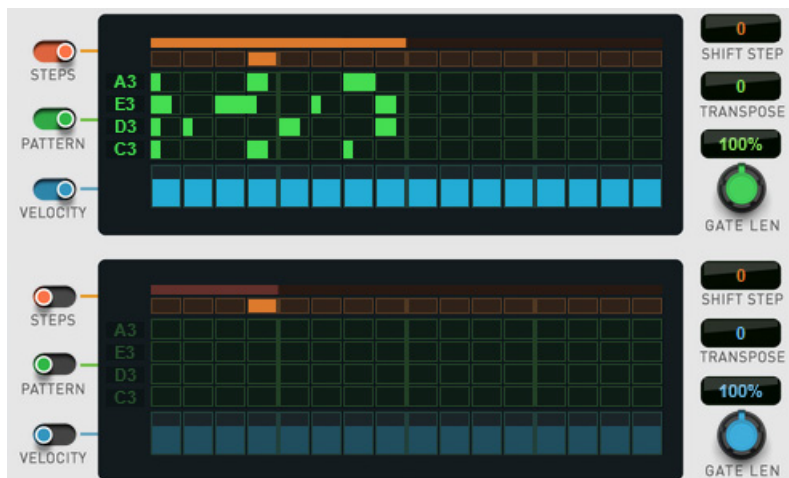 0
SHIFT STEP
STEPS
A3
E3
0
TRANSPOSE
D3
PATTERN
C3
100%
VELOCITY
GATE LEN
0
SHIFT STEP
STEPS
A3
0
E3
TRANSPOSE
D3
PATTERN
C3
100%
VELOCITY
GATE LEN